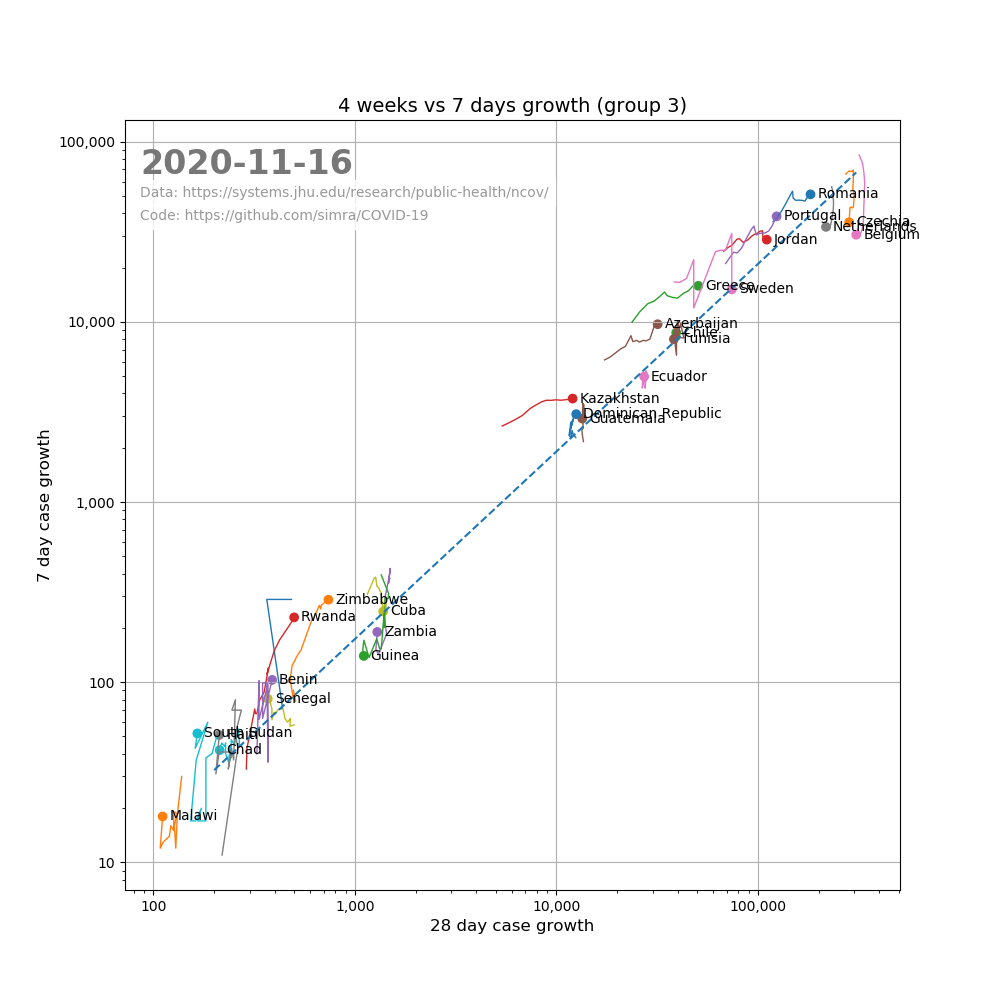 4 weeks vs 7 days growth (group 3)
100,000
2020-11-16
Data: https://systems.jhu.edu/research/public-health/ncov/
Code: https://github.com/simra/COVID-19
Romania
Portugal
Czechia
Netherlands
Belgium
Jordan
Greece
Sweden
10,000
Azerbaijan
Chile
Tunisia
Ecuador
Kazakhstan
Dominican Republic
Guatemala
1,000
7 day case growth
Zimbabwe
Cuba
Rwanda
Zambia
Guinea
100
Benin
Senegal
South Sudan
Haiti
Chad
Malawi
10
100
1,000
10,000
100,000
28 day case growth